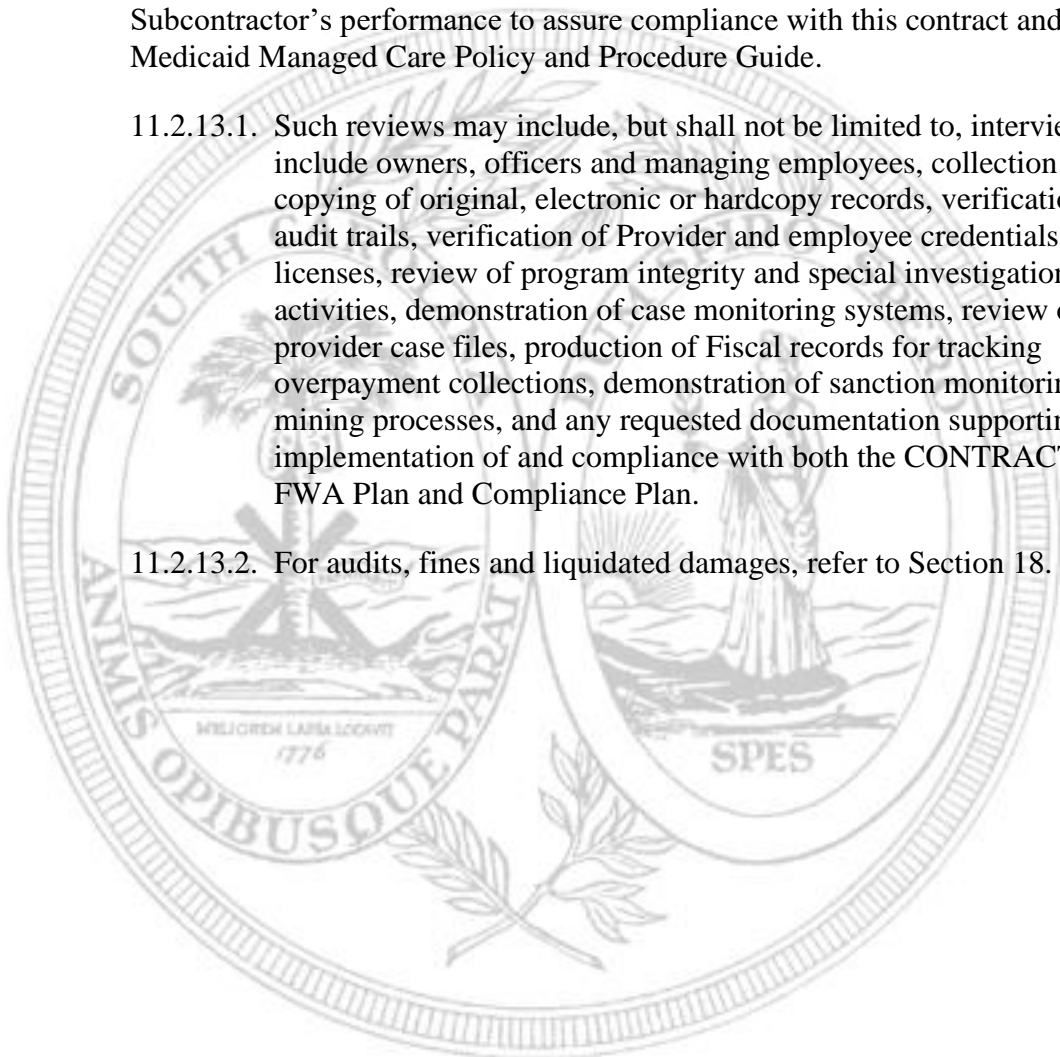 Subcontractor’s performance to assure compliance with this contract and
Medicaid Managed Care Policy and Procedure Guide.
11.2.13.1. Such reviews may include, but shall not be limited to,
include owners, officers and managing employees, collection
copying of original, electronic or hardcopy records,
audit trails, verification of Provider and employee credentials
licenses, review of program integrity and special
activities, demonstration of case monitoring systems, review
provider case files, production of Fiscal records for tracking
overpayment collections, demonstration of sanction
mining processes, and any requested documentation
implementation of and compliance with both the
FWA Plan and Compliance Plan.
11.2.13.2. For audits, fines and liquidated damages, refer to Section 18.
SOUTH
ANIMIS OPIBUSQUE PARATI
1776
SPES